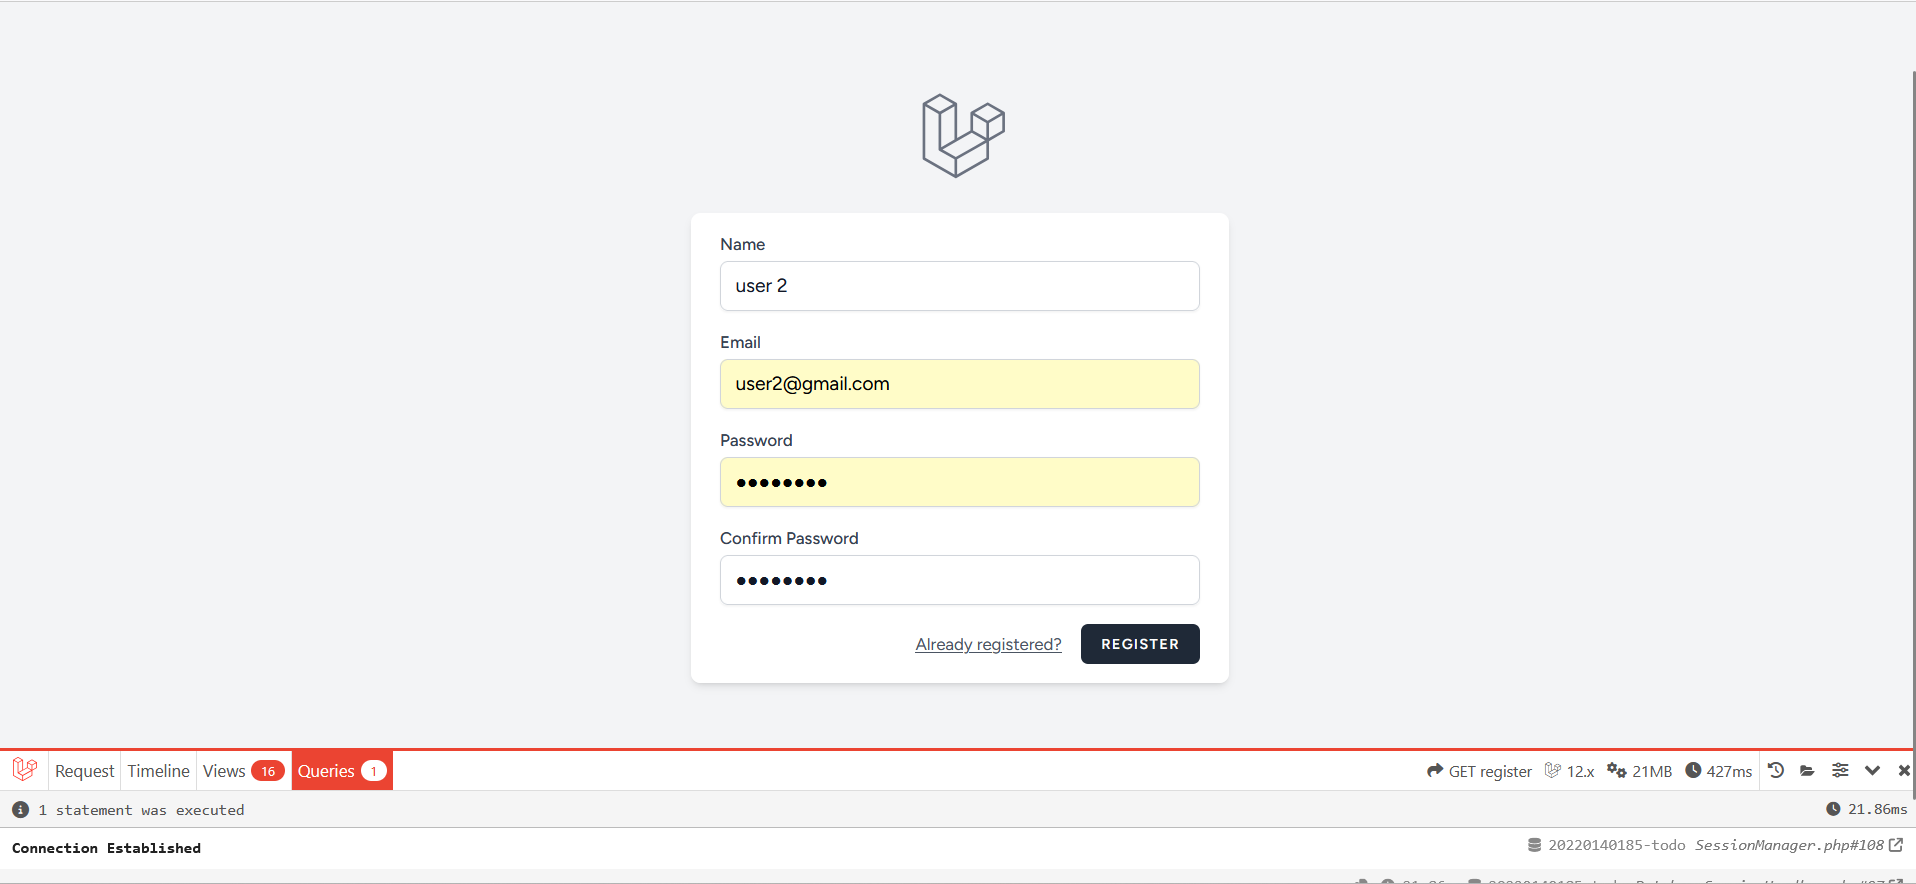 Name
user 2
Email
user2@gmail.com
Password
Confirm Password
Already registered? REGISTER
Request Timeline Views 16 Queries 1 GET register 12.x 21MB 427ms
1 statement was executed 21.86ms
Connection Established 20220140185-todo SessionManager.php#108